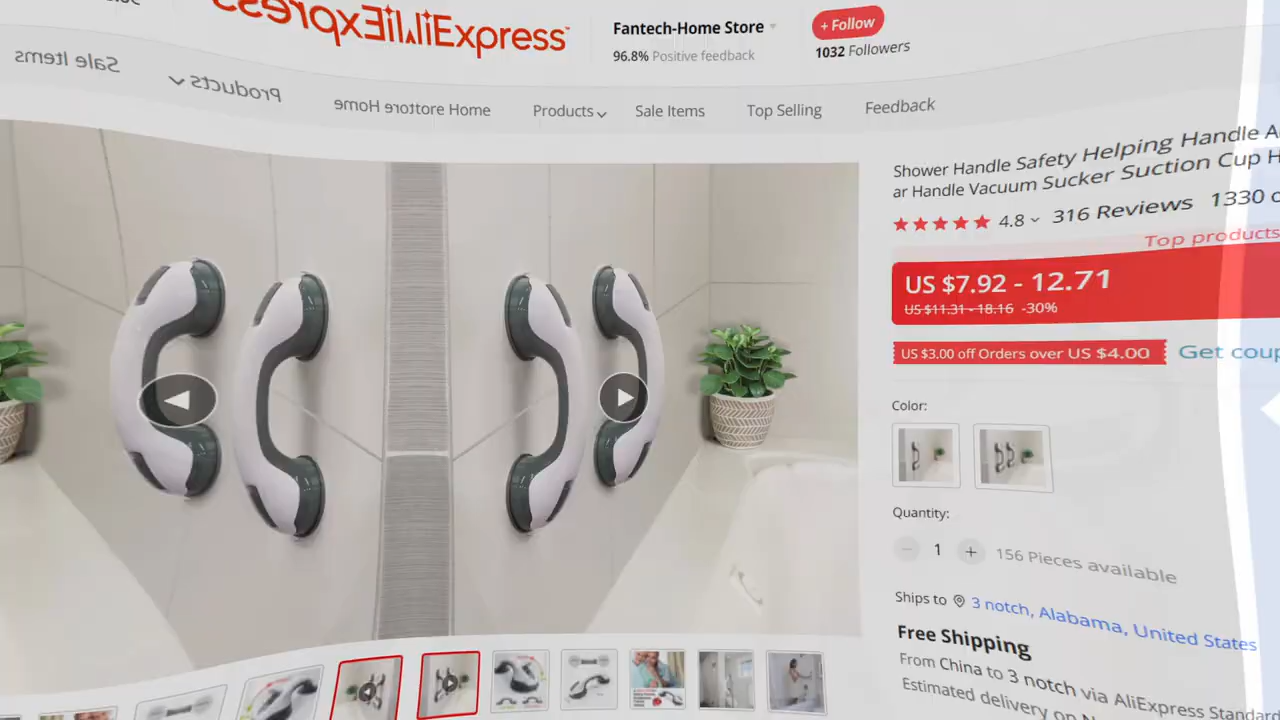 AliExpress
Fantech-Home Store
+ Follow
96.8% Positive feedback
1032 Followers
Sale Items
Products
Home
Products
Sale Items
Top Selling
Feedback
Shower Handle Safety Helping Handle
ar Handle Vacuum Sucker Suction Cup
4.8
316 Reviews
1330
Top products
US $7.92 - 12.71
US $11.31 - 18.16 -30%
US $3.00 off Orders over US $4.00
Get
Color:
Quantity:
1 + 156 Pieces available
Ships to 3 notch, Alabama, United States
Free Shipping
From China to 3 notch via AliExpress Standard
Estimated delivery on